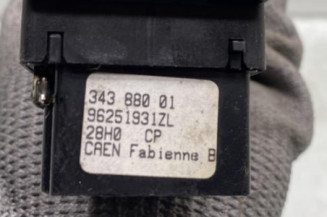 343 880 01
96251931ZL
28H0 CP
CAEN Fabienne B